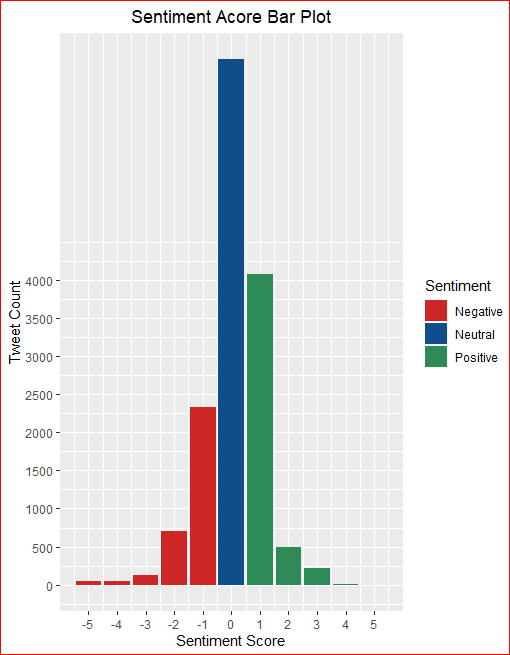 Sentiment Acore Bar Plot
Tweet Count
4000
3500
3000
2500
2000
1500
1000
500
0
-5 -4 -3 -2 -1 0 1 2 3 4 5
Sentiment Score
Sentiment
Negative
Neutral
Positive